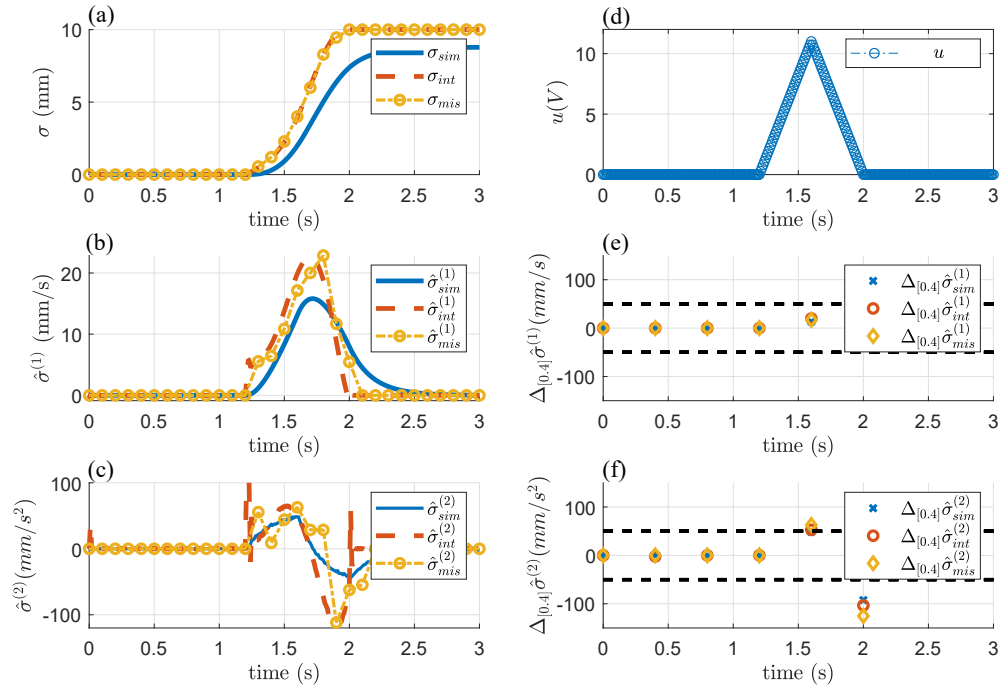 (a)
10
5
0
σ (mm)
σ_sim
σ_int
σ_mis
0 0.5 1 1.5 2 2.5 3
time (s)
(b)
20
10
0
σ̂^(1) (mm/s)
σ̂_sim^(1)
σ̂_int^(1)
σ̂_mis^(1)
0 0.5 1 1.5 2 2.5 3
time (s)
(c)
100
0
-100
σ̂^(2)(mm/s²)
σ̂_sim^(2)
σ̂_int^(2)
σ̂_mis^(2)
0 0.5 1 1.5 2 2.5 3
time (s)
(d)
10
5
0
u(V)
u
0 0.5 1 1.5 2 2.5 3
time (s)
(e)
100
0
-100
Δ_[0.4]σ̂^(1)(mm/s)
Δ_[0.4]σ̂_sim^(1)
Δ_[0.4]σ̂_int^(1)
Δ_[0.4]σ̂_mis^(1)
0 0.5 1 1.5 2 2.5 3
time (s)
(f)
100
0
-100
Δ_[0.4]σ̂^(2)(mm/s²)
Δ_[0.4]σ̂_sim^(2)
Δ_[0.4]σ̂_int^(2)
Δ_[0.4]σ̂_mis^(2)
0 0.5 1 1.5 2 2.5 3
time (s)